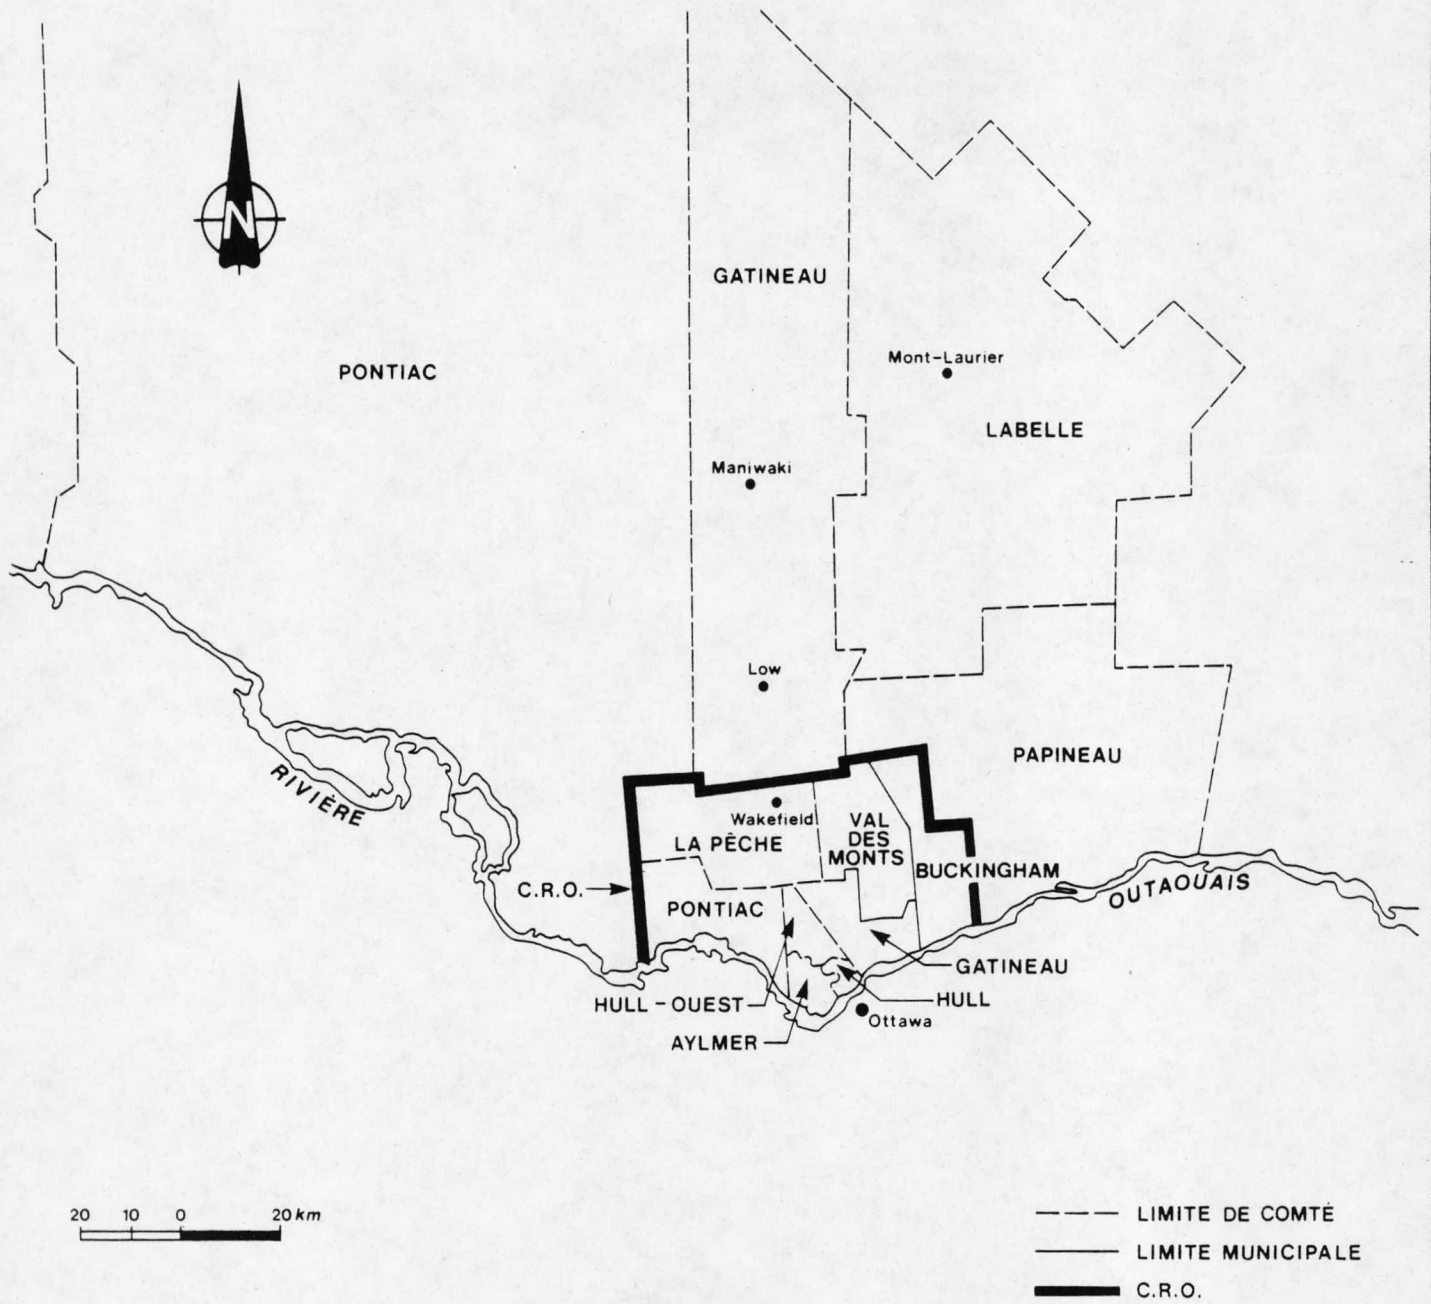 N
GATINEAU
Mont-Laurier
PONTIAC
LABELLE
Maniwaki
Low
PAPINEAU
RIVIÈRE
Wakefield
VAL
DES
MONTS
LA PÊCHE
BUCKINGHAM
C.R.O.
OUTAOUAIS
PONTIAC
GATINEAU
HULL-OUEST
HULL
Ottawa
AYLMER
20 10 0 20 km
LIMITE DE COMTÉ
LIMITE MUNICIPALE
C.R.O.